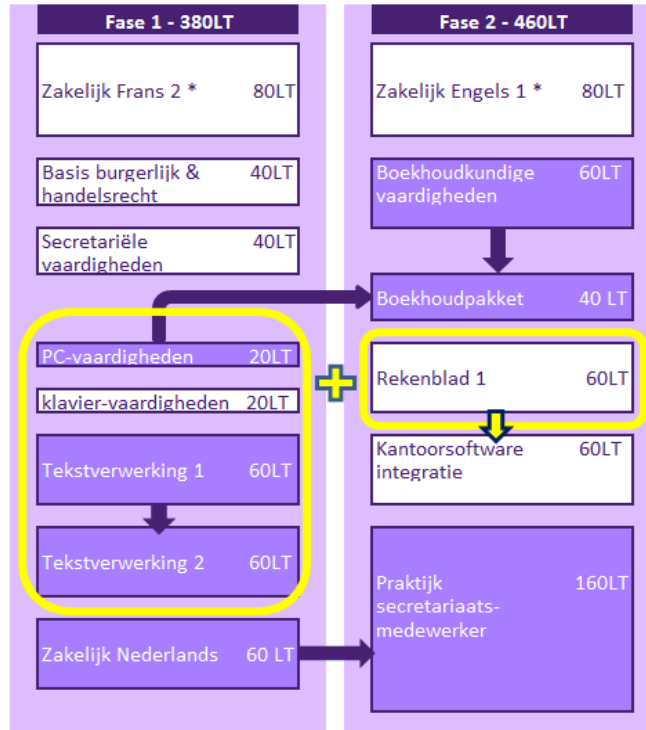 Fase 1 - 380LT
Zakelijk Frans 2 * 80LT
Basis burgerlijk & 40LT
handelsrecht
Secretariële 40LT
vaardigheden
PC-vaardigheden 20LT
klavier-vaardigheden 20LT
Tekstverwerking 1 60LT
Tekstverwerking 2 60LT
Zakelijk Nederlands 60 LT
Fase 2 - 460LT
Zakelijk Engels 1 * 80LT
Boekhoudkundige 60LT
vaardigheden
Boekhoudpakket 40 LT
Rekenblad 1 60LT
Kantoorsoftware 60LT
integratie
Praktijk 160LT
secretariaats-
medewerker